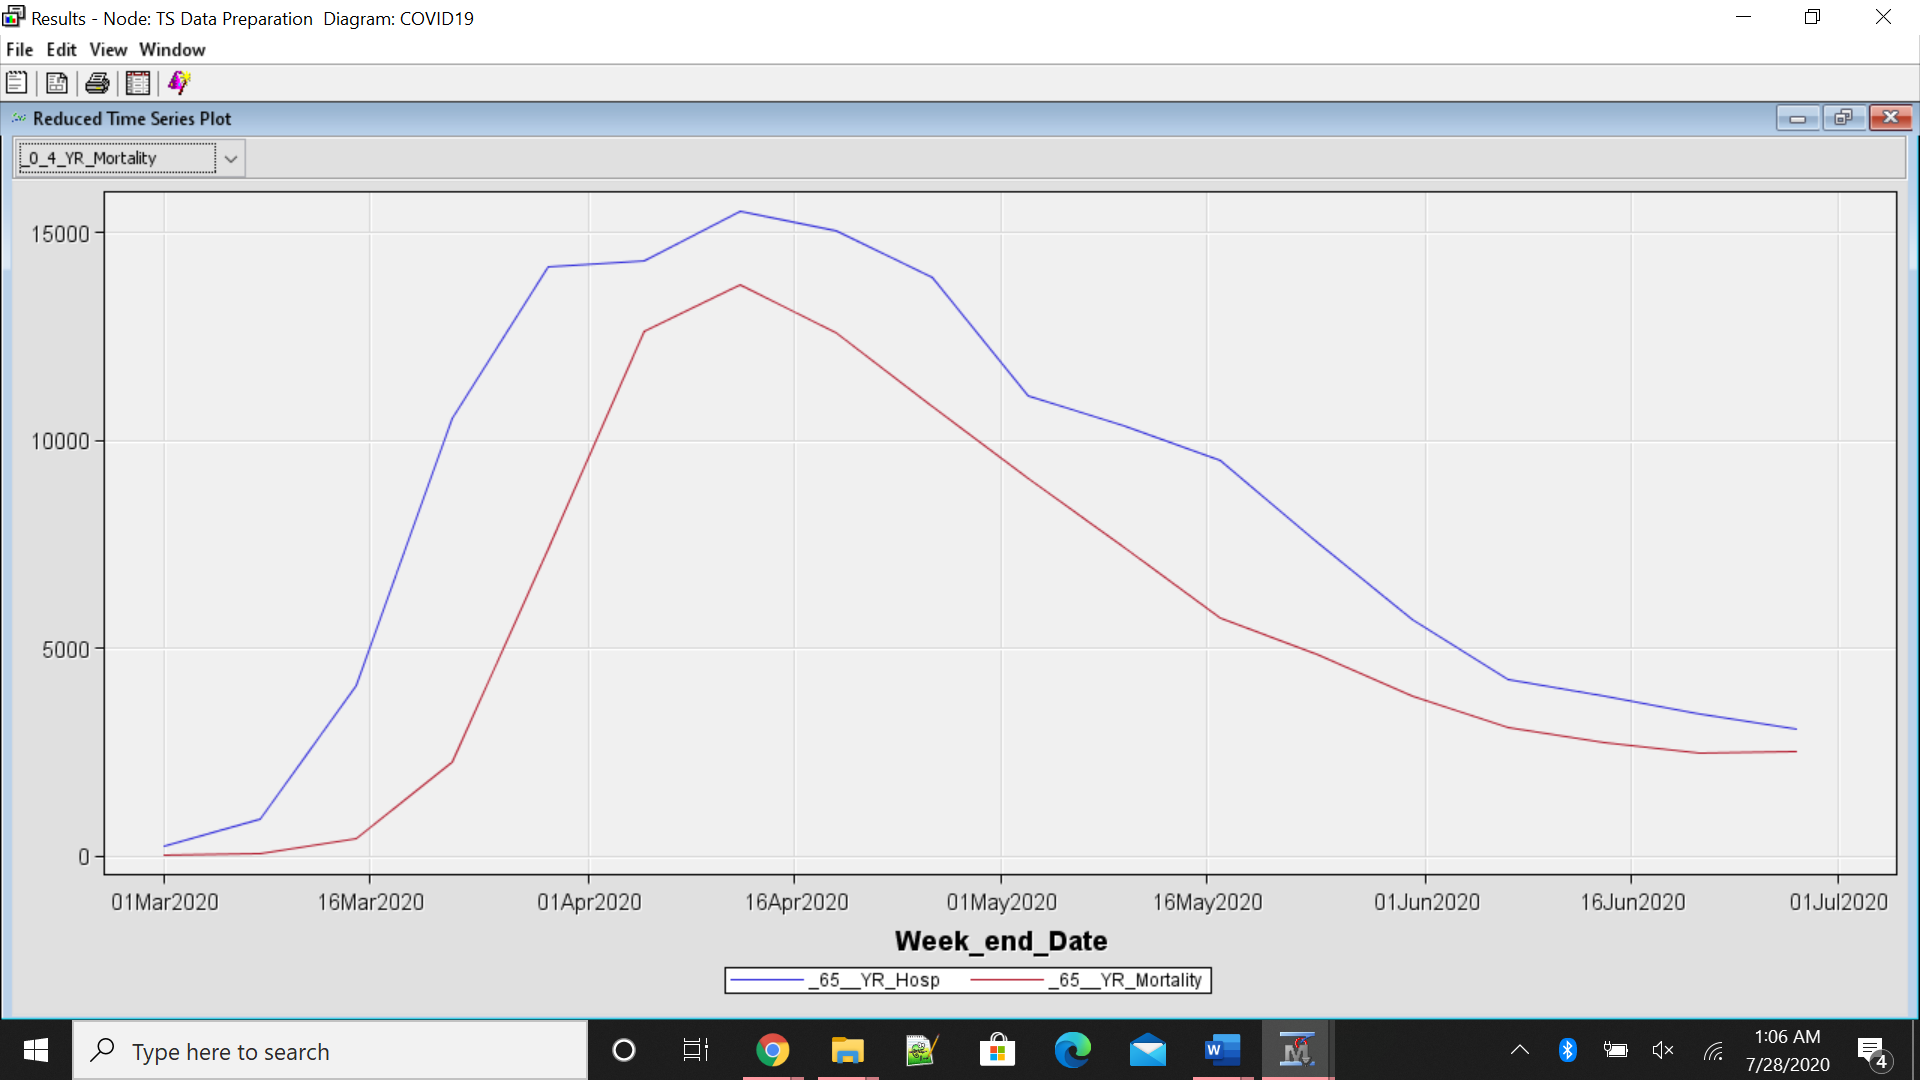 Results - Node: TS Data Preparation  Diagram: COVID19
File Edit View Window
Reduced Time Series Plot
_0_4_YR_Mortality
15000
10000
5000
0
01Mar2020 16Mar2020 01Apr2020 16Apr2020 01May2020 16May2020 01Jun2020 16Jun2020 01Jul2020
Week_end_Date
_65__YR_Hosp _65__YR_Mortality
Type here to search
W
1:06 AM
7/28/2020
4